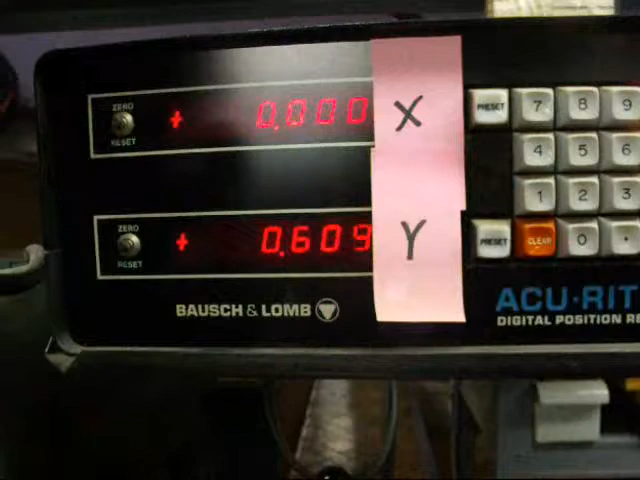 ZERO
+ 0.000 X
RESET
PRESET 7 8 9
4 5 6
1 2 3
ZERO
+ 0.609 Y
RESET
PRESET CLEAR 0 .
BAUSCH & LOMB
ACU·RIT
DIGITAL POSITION RE